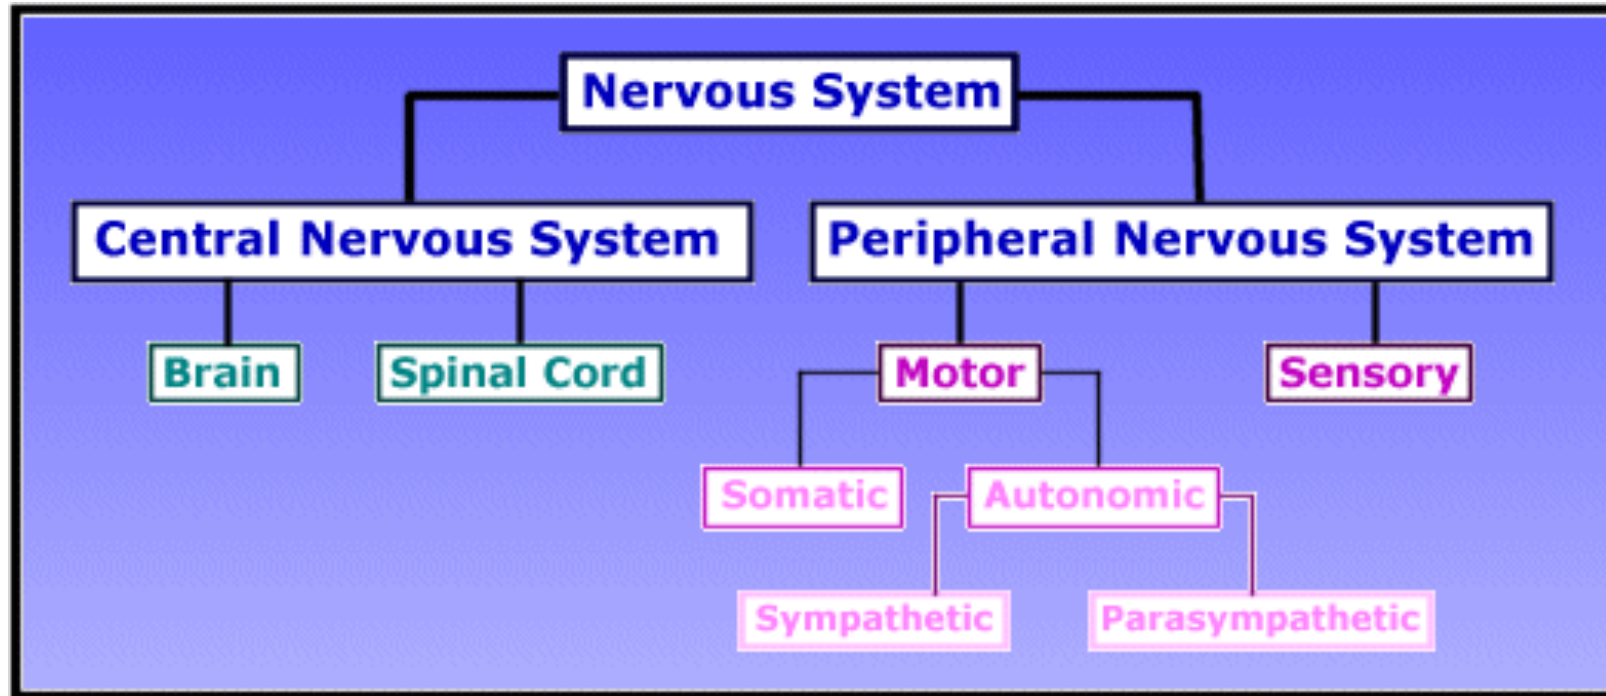 Nervous System
Central Nervous System
Peripheral Nervous System
Brain
Spinal Cord
Motor
Sensory
Somatic
Autonomic
Sympathetic
Parasympathetic